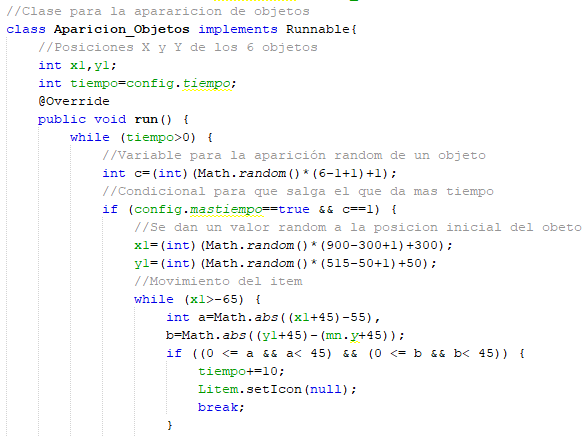 //Clase para la apararicion de objetos
class Aparicion_Objetos implements Runnable{
//Posiciones X y Y de los 6 objetos
int x1,y1;
int tiempo=config.tiempo;
@Override
public void run() {
while (tiempo>0) {
//Variable para la aparición random de un objeto
int c=(int)(Math.random()*(6-1+1)+1);
//Condicional para que salga el que da mas tiempo
if (config.mastiempo==true && c==1) {
//Se dan un valor random a la posicion inicial del obeto
x1=(int)(Math.random()*(900-300+1)+300);
y1=(int)(Math.random()*(515-50+1)+50);
//Movimiento del item
while (x1>-65) {
int a=Math.abs((x1+45)-55),
b=Math.abs((y1+45)-(mn.y+45));
if ((0 <= a && a< 45) && (0 <= b && b< 45)) {
tiempo+=10;
Litem.setIcon(null);
break;
}